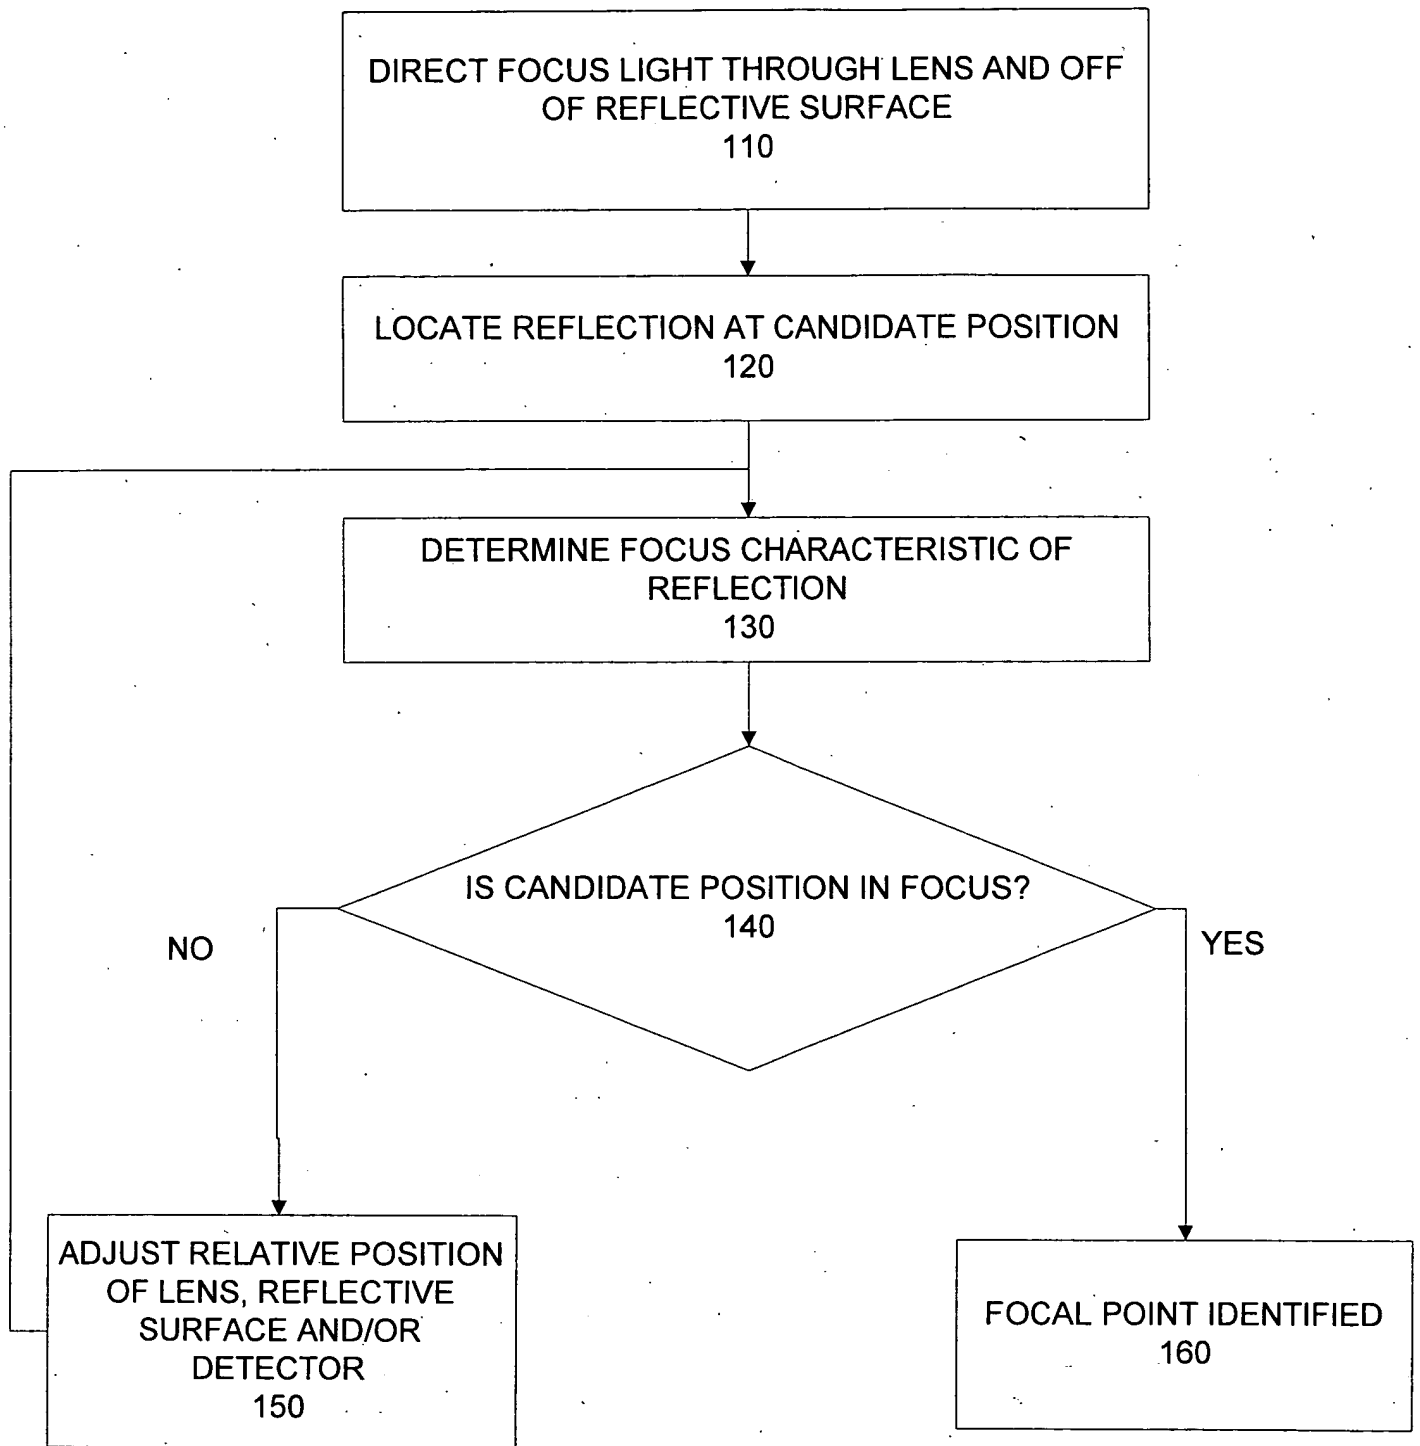 DIRECT FOCUS LIGHT THROUGH LENS AND OFF
OF REFLECTIVE SURFACE
110
LOCATE REFLECTION AT CANDIDATE POSITION
120
DETERMINE FOCUS CHARACTERISTIC OF
REFLECTION
130
IS CANDIDATE POSITION IN FOCUS?
140
NO
YES
ADJUST RELATIVE POSITION
OF LENS, REFLECTIVE
SURFACE AND/OR
DETECTOR
150
FOCAL POINT IDENTIFIED
160